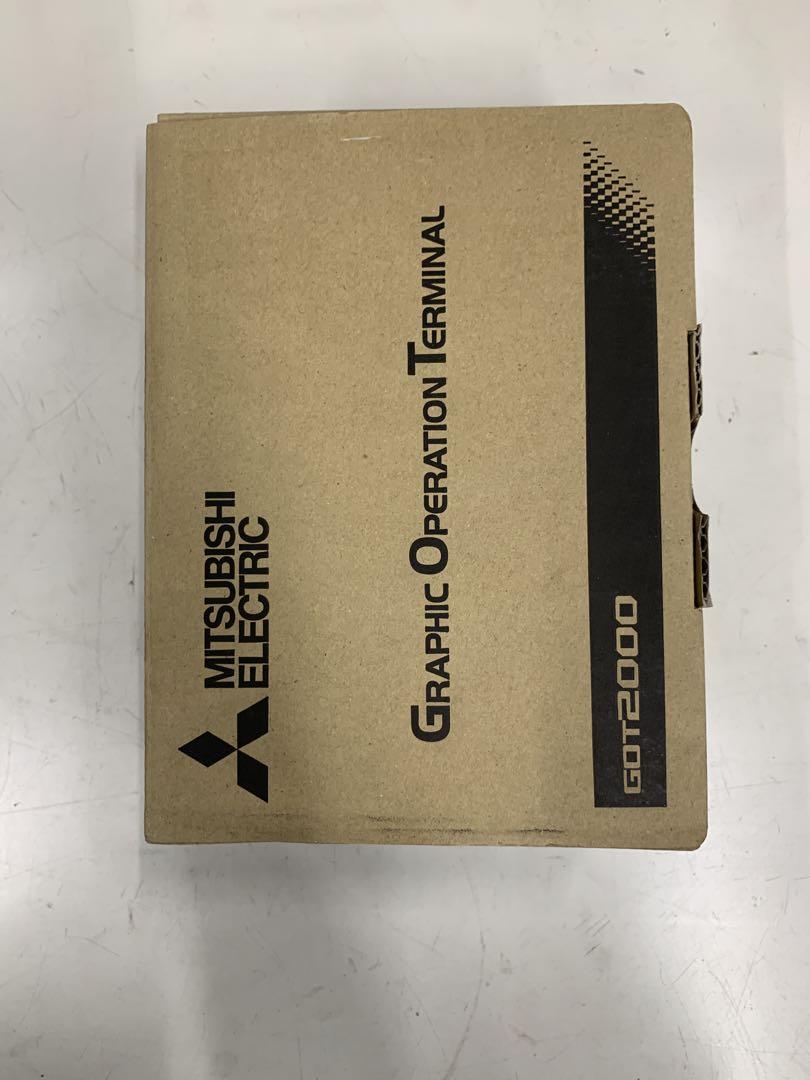 MITSUBISHI
ELECTRIC
GRAPHIC OPERATION TERMINAL
GOT2000